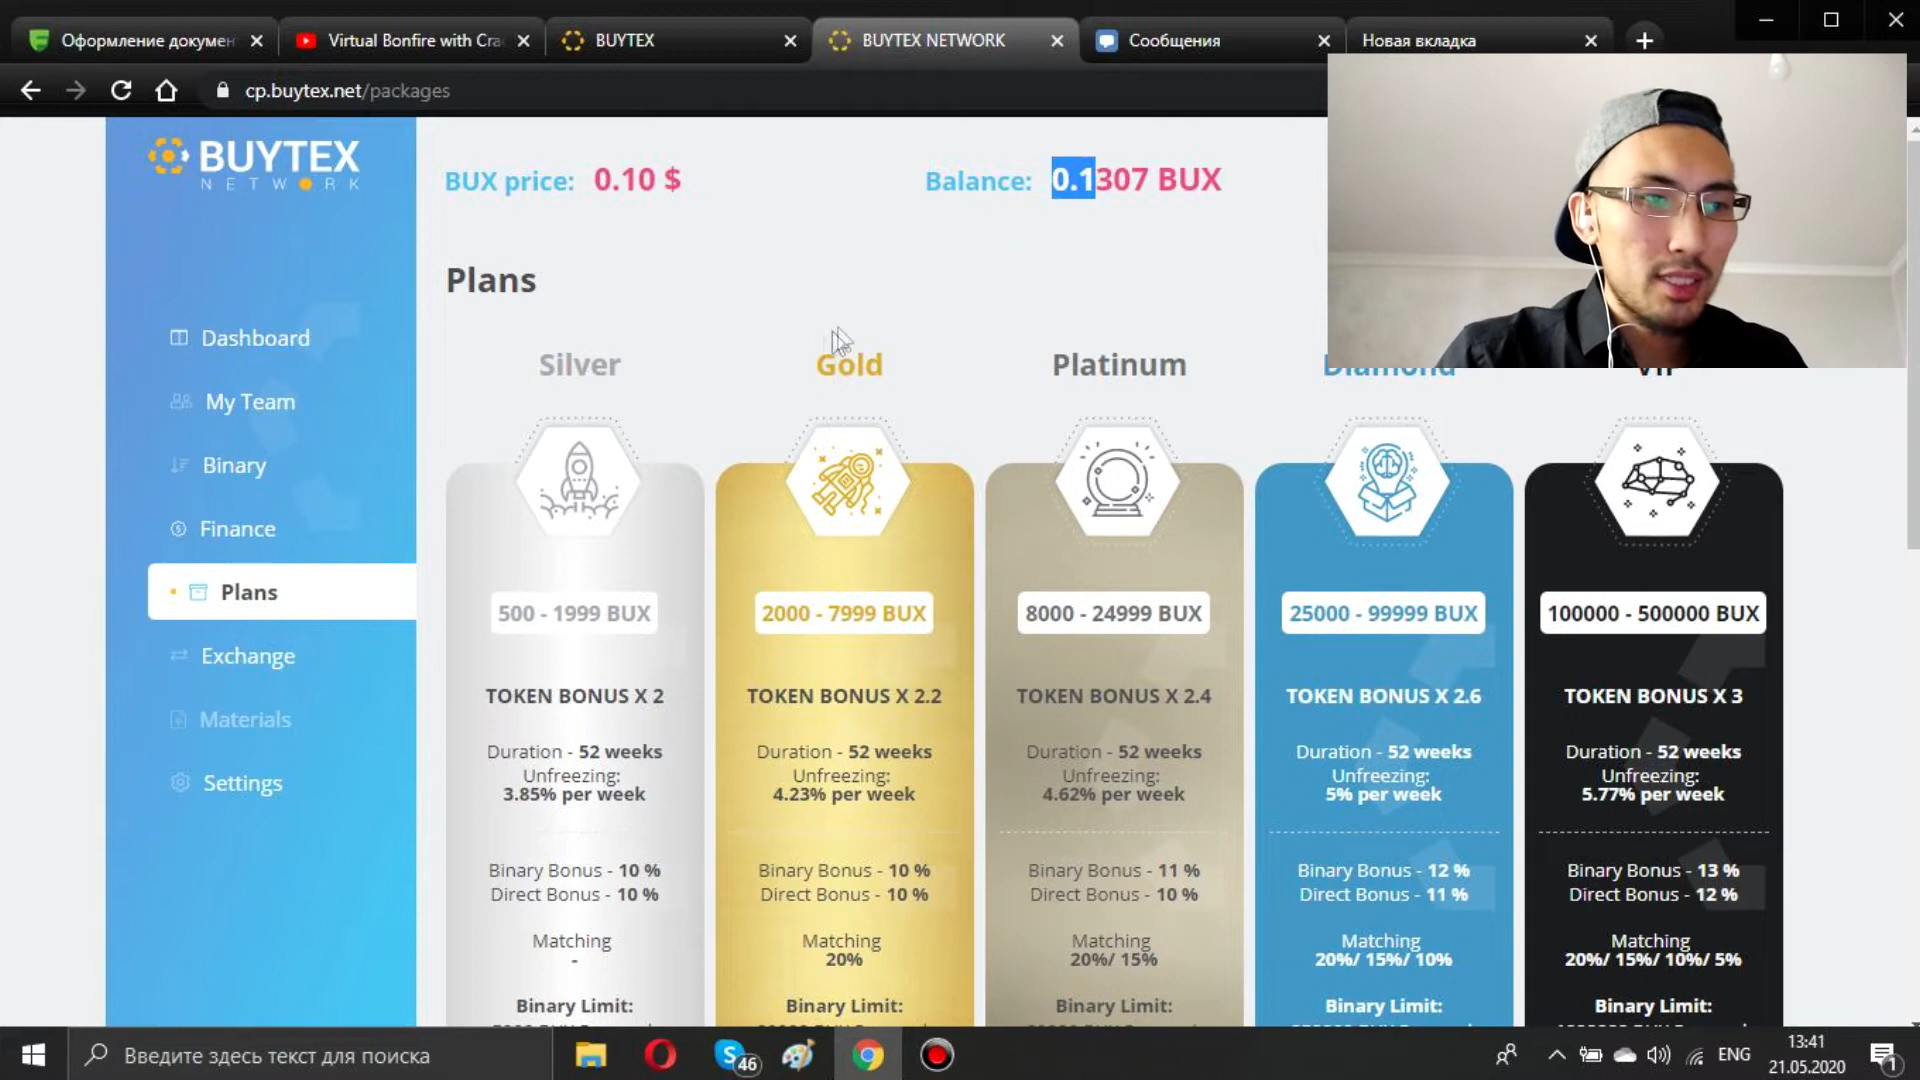 Оформление докумен
Virtual Bonfire with Cra
BUYTEX
BUYTEX NETWORK
Сообщения
Новая вкладка
cp.buytex.net/packages
BUYTEX
NETWORK
BUX price: 0.10 $
Balance: 0.1307 BUX
Dashboard
My Team
Binary
Finance
Plans
Exchange
Materials
Settings
Plans
Silver
500 - 1999 BUX
TOKEN BONUS X 2
Duration - 52 weeks
Unfreezing:
3.85% per week
Binary Bonus - 10 %
Direct Bonus - 10 %
Matching
-
Binary Limit:
Gold
2000 - 7999 BUX
TOKEN BONUS X 2.2
Duration - 52 weeks
Unfreezing:
4.23% per week
Binary Bonus - 10 %
Direct Bonus - 10 %
Matching
20%
Binary Limit:
Platinum
8000 - 24999 BUX
TOKEN BONUS X 2.4
Duration - 52 weeks
Unfreezing:
4.62% per week
Binary Bonus - 11 %
Direct Bonus - 10 %
Matching
20%/ 15%
Binary Limit:
Diamond
25000 - 99999 BUX
TOKEN BONUS X 2.6
Duration - 52 weeks
Unfreezing:
5% per week
Binary Bonus - 12 %
Direct Bonus - 11 %
Matching
20%/ 15%/ 10%
Binary Limit:
100000 - 500000 BUX
TOKEN BONUS X 3
Duration - 52 weeks
Unfreezing:
5.77% per week
Binary Bonus - 13 %
Direct Bonus - 12 %
Matching
20%/ 15%/ 10%/ 5%
Binary Limit:
Введите здесь текст для поиска
46
ENG
13:41
21.05.2020
1